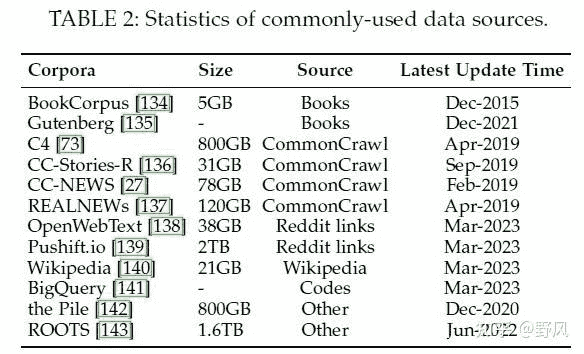 TABLE 2: Statistics of commonly-used data sources.
Corpora Size Source Latest Update Time
BookCorpus [134] 5GB Books Dec-2015
Gutenberg [135] - Books Dec-2021
C4 [73] 800GB CommonCrawl Apr-2019
CC-Stories-R [136] 31GB CommonCrawl Sep-2019
CC-NEWS [27] 78GB CommonCrawl Feb-2019
REALNEWs [137] 120GB CommonCrawl Apr-2019
OpenWebText [138] 38GB Reddit links Mar-2023
Pushift.io [139] 2TB Reddit links Mar-2023
Wikipedia [140] 21GB Wikipedia Mar-2023
BigQuery [141] - Codes Mar-2023
the Pile [142] 800GB Other Dec-2020
ROOTS [143] 1.6TB Other Jun-2022
知乎 @野风